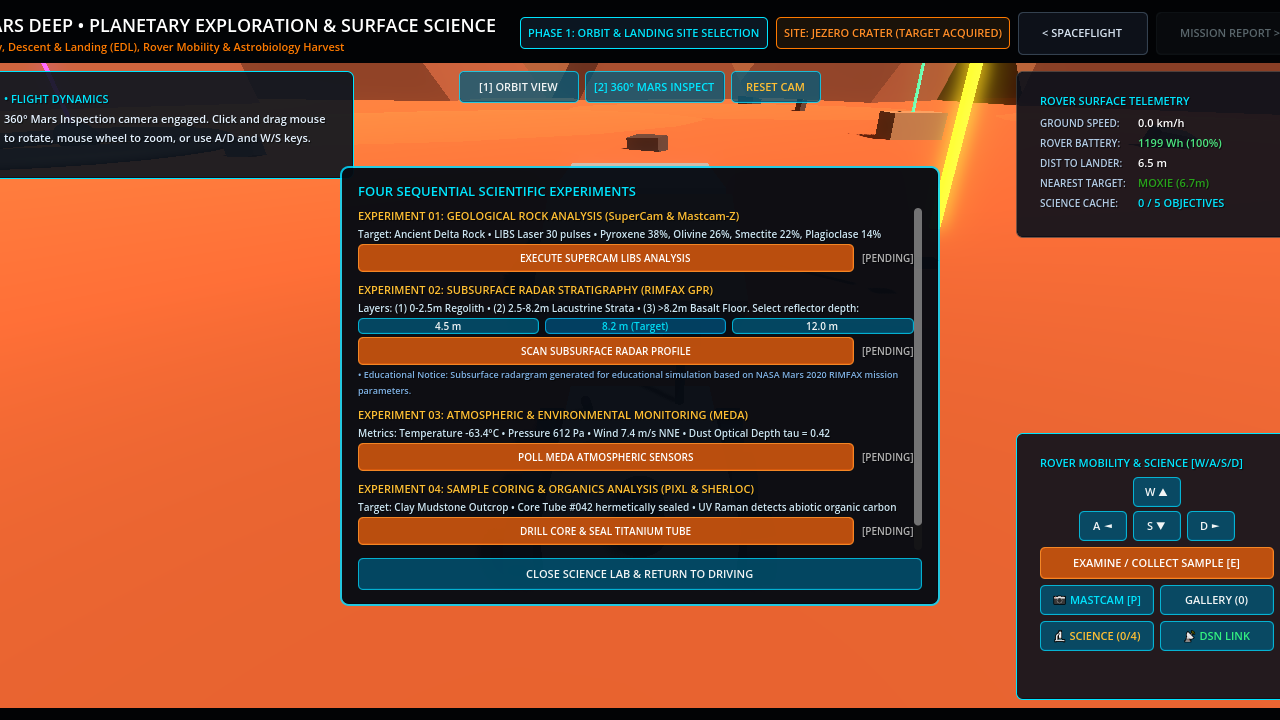 ARS DEEP • PLANETARY EXPLORATION & SURFACE SCIENCE
, Descent & Landing (EDL), Rover Mobility & Astrobiology Harvest
PHASE 1: ORBIT & LANDING SITE SELECTION
SITE: JEZERO CRATER (TARGET ACQUIRED)
< SPACEFLIGHT
MISSION REPORT >
• FLIGHT DYNAMICS
360° Mars Inspection camera engaged. Click and drag mouse
to rotate, mouse wheel to zoom, or use A/D and W/S keys.
[1] ORBIT VIEW
[2] 360° MARS INSPECT
RESET CAM
ROVER SURFACE TELEMETRY
GROUND SPEED: 0.0 km/h
ROVER BATTERY: 1199 Wh (100%)
DIST TO LANDER: 6.5 m
NEAREST TARGET: MOXIE (6.7m)
SCIENCE CACHE: 0 / 5 OBJECTIVES
FOUR SEQUENTIAL SCIENTIFIC EXPERIMENTS
EXPERIMENT 01: GEOLOGICAL ROCK ANALYSIS (SuperCam & Mastcam-Z)
Target: Ancient Delta Rock • LIBS Laser 30 pulses • Pyroxene 38%, Olivine 26%, Smectite 22%, Plagioclase 14%
EXECUTE SUPERCAM LIBS ANALYSIS [PENDING]
EXPERIMENT 02: SUBSURFACE RADAR STRATIGRAPHY (RIMFAX GPR)
Layers: (1) 0-2.5m Regolith • (2) 2.5-8.2m Lacustrine Strata • (3) >8.2m Basalt Floor. Select reflector depth:
4.5 m 8.2 m (Target) 12.0 m
SCAN SUBSURFACE RADAR PROFILE [PENDING]
• Educational Notice: Subsurface radargram generated for educational simulation based on NASA Mars 2020 RIMFAX mission
parameters.
EXPERIMENT 03: ATMOSPHERIC & ENVIRONMENTAL MONITORING (MEDA)
Metrics: Temperature -63.4°C • Pressure 612 Pa • Wind 7.4 m/s NNE • Dust Optical Depth tau = 0.42
POLL MEDA ATMOSPHERIC SENSORS [PENDING]
EXPERIMENT 04: SAMPLE CORING & ORGANICS ANALYSIS (PIXL & SHERLOC)
Target: Clay Mudstone Outcrop • Core Tube #042 hermetically sealed • UV Raman detects abiotic organic carbon
DRILL CORE & SEAL TITANIUM TUBE [PENDING]
CLOSE SCIENCE LAB & RETURN TO DRIVING
ROVER MOBILITY & SCIENCE [W/A/S/D]
W ▲
A ◄ S ▼ D ►
EXAMINE / COLLECT SAMPLE [E]
MASTCAM [P] GALLERY (0)
SCIENCE (0/4) DSN LINK